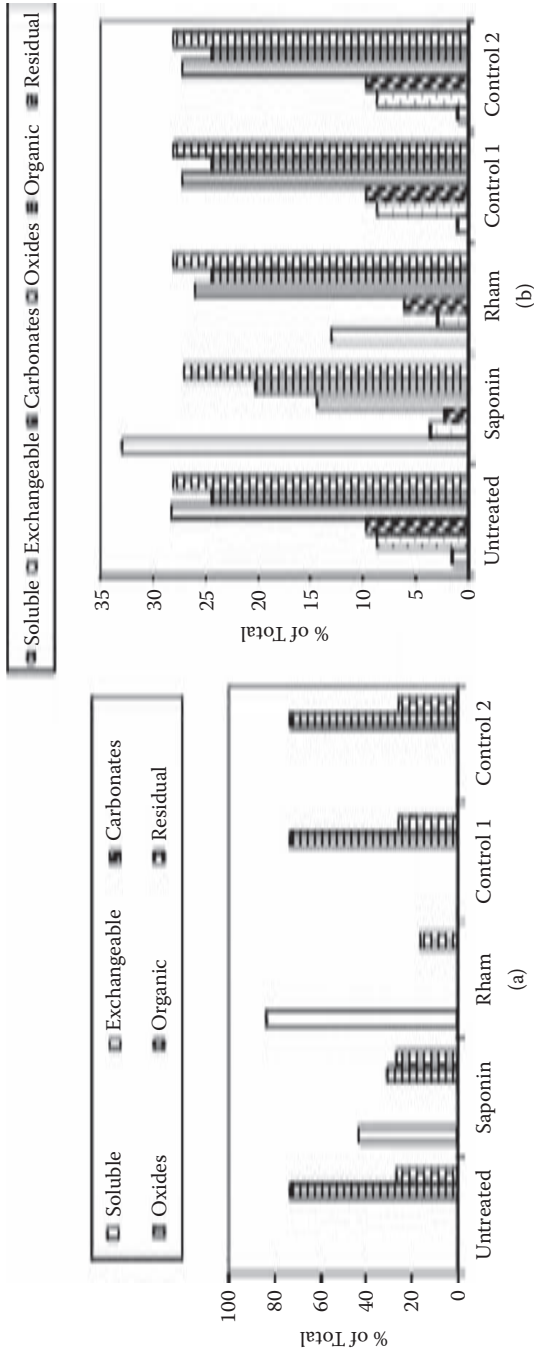 Soluble Exchangeable Carbonates
Oxides Organic Residual
% of Total
100
80
60
40
20
0
Untreated Saponin Rham Control 1 Control 2
(a)
Soluble Exchangeable Carbonates Oxides Organic Residual
% of Total
35
30
25
20
15
10
5
0
Untreated Saponin Rham Control 1 Control 2
(b)